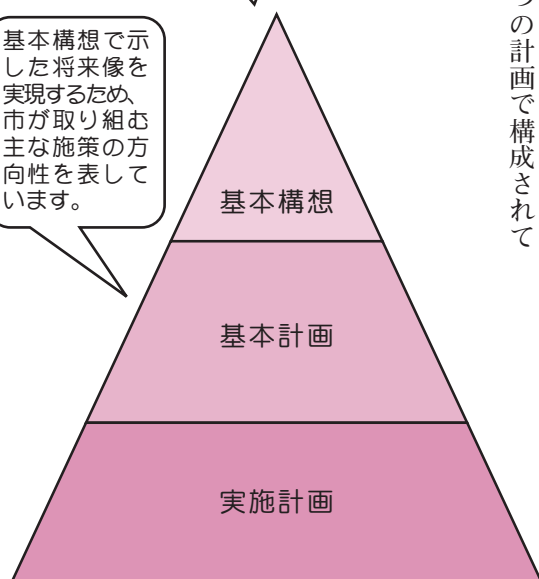 の計画で構成されて
基本構想で示
した将来像を
実現するため、
市が取り組む
主な施策の方
向性を表して
います。
基本構想
基本計画
実施計画